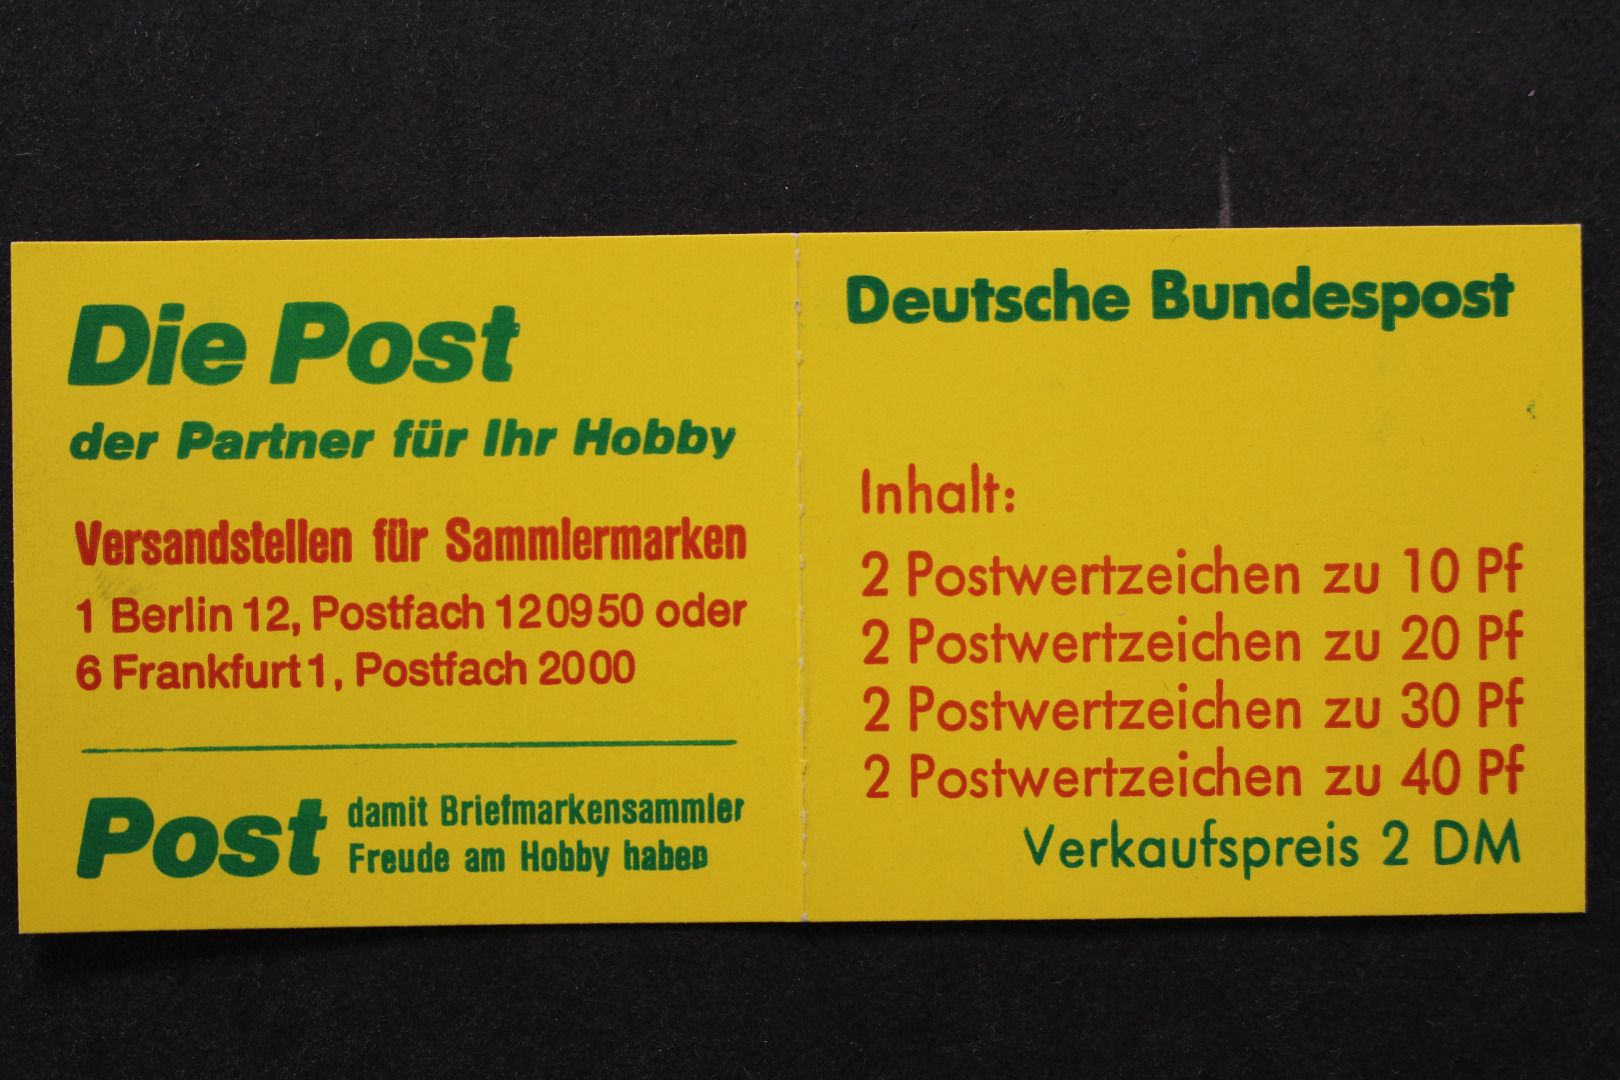 Die Post
der Partner für Ihr Hobby
Versandstellen für Sammlermarken
1 Berlin 12, Postfach 120950 oder
6 Frankfurt 1, Postfach 2000
Post
damit Briefmarkensammler
Freude am Hobby haben
Deutsche Bundespost
Inhalt:
2 Postwertzeichen zu 10 Pf
2 Postwertzeichen zu 20 Pf
2 Postwertzeichen zu 30 Pf
2 Postwertzeichen zu 40 Pf
Verkaufspreis 2 DM